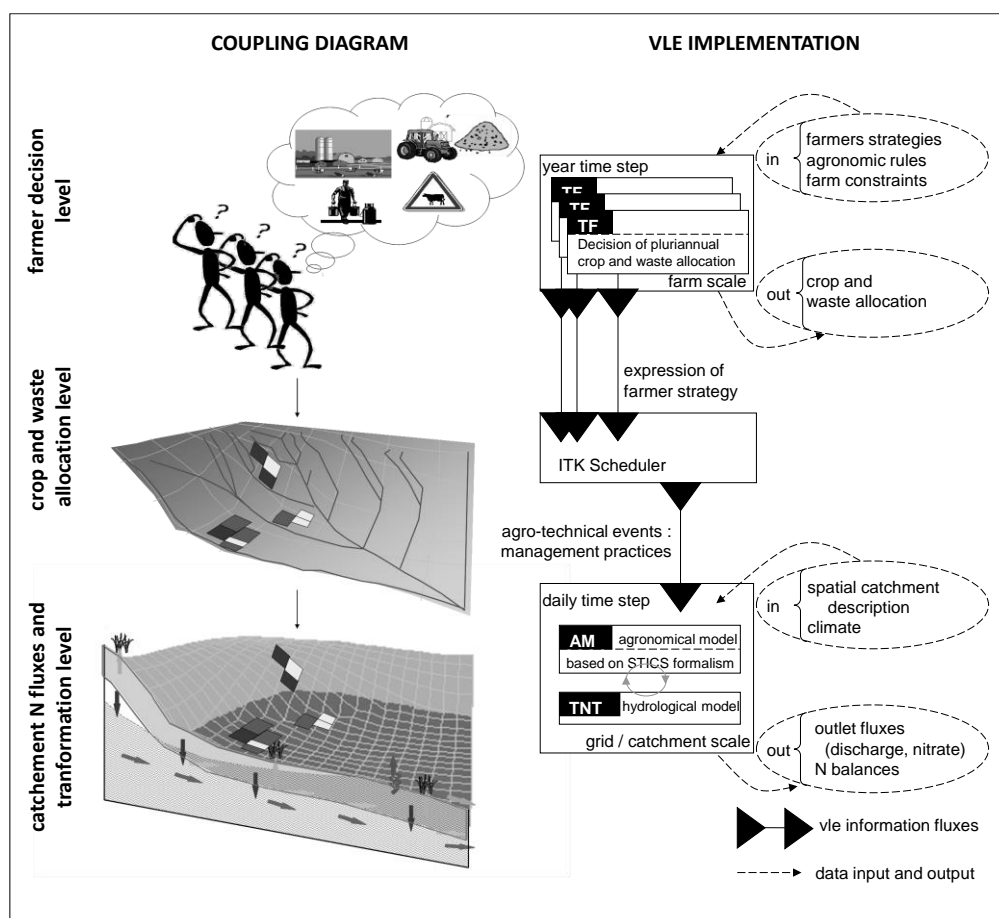 COUPLING DIAGRAM
VLE IMPLEMENTATION
farmer decision
level
crop and waste
allocation level
catchement N fluxes and
tranformation level
?
?
?
in
farmers strategies
agronomic rules
farm constraints
year time step
TF
TF
TF
Decision of pluriannual
crop and waste allocation
farm scale
out
crop and
waste allocation
expression of
farmer strategy
ITK Scheduler
agro-technical events :
management practices
daily time step
in
spatial catchment
description
climate
AM
agronomical model
based on STICS formalism
TNT
hydrological model
grid / catchment scale
out
outlet fluxes
(discharge, nitrate)
N balances
vle information fluxes
data input and output